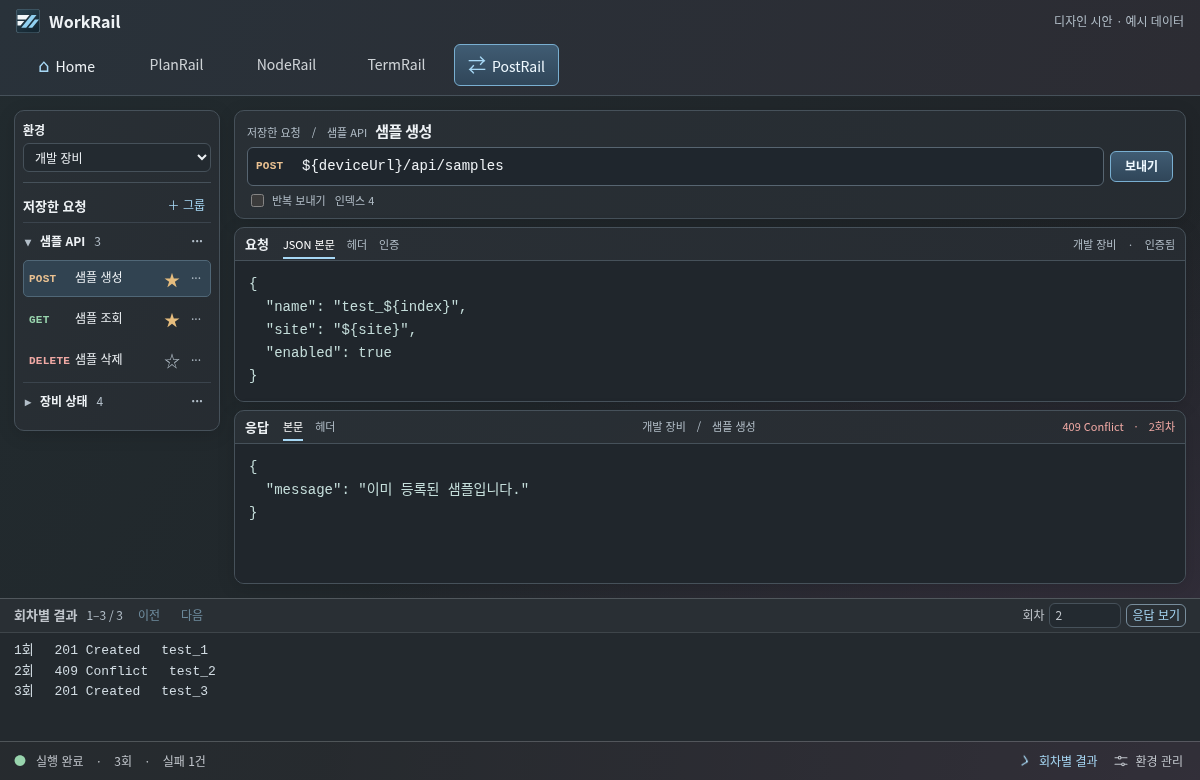 WorkRail
디자인 시안 · 예시 데이터
Home PlanRail NodeRail TermRail PostRail
환경
개발 장비
저장한 요청 + 그룹
샘플 API 3 ...
POST 샘플 생성 ★ ...
GET 샘플 조회 ★ ...
DELETE 샘플 삭제 ☆ ...
장비 상태 4 ...
저장한 요청 / 샘플 API 샘플 생성
POST ${deviceUrl}/api/samples 보내기
반복 보내기 인덱스 4
요청 JSON 본문 헤더 인증 개발 장비 · 인증됨
{
"name": "test_${index}",
"site": "${site}",
"enabled": true
}
응답 본문 헤더 개발 장비 / 샘플 생성 409 Conflict · 2회차
{
"message": "이미 등록된 샘플입니다."
}
회차별 결과 1–3 / 3 이전 다음 회차 2 응답 보기
1회 201 Created test_1
2회 409 Conflict test_2
3회 201 Created test_3
실행 완료 · 3회 · 실패 1건 회차별 결과 환경 관리